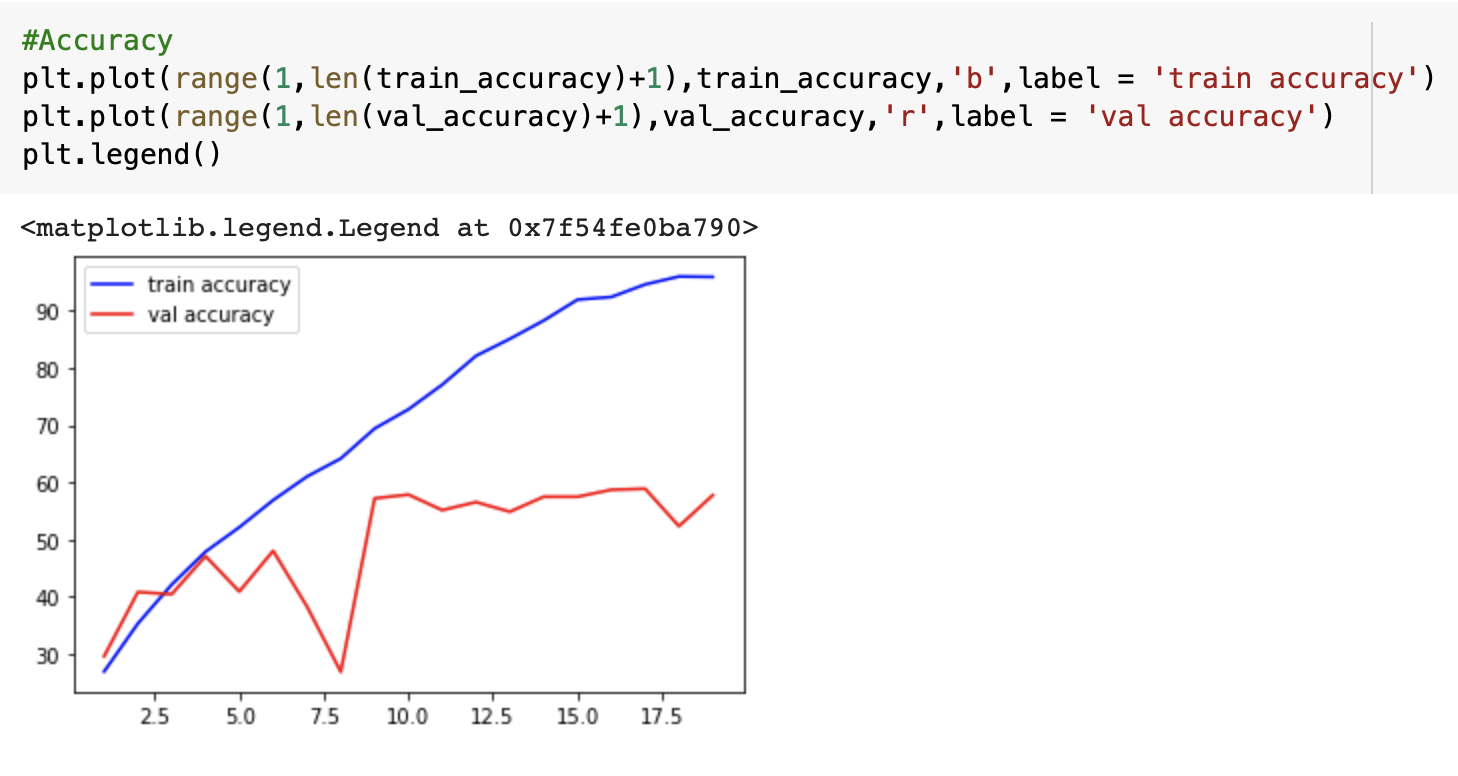 #Accuracy
plt.plot(range(1,len(train_accuracy)+1),train_accuracy,'b',label = 'train accuracy')
plt.plot(range(1,len(val_accuracy)+1),val_accuracy,'r',label = 'val accuracy')
plt.legend()
<matplotlib.legend.Legend at 0x7f54fe0ba790>
train accuracy
val accuracy
90
80
70
60
50
40
30
2.5 5.0 7.5 10.0 12.5 15.0 17.5